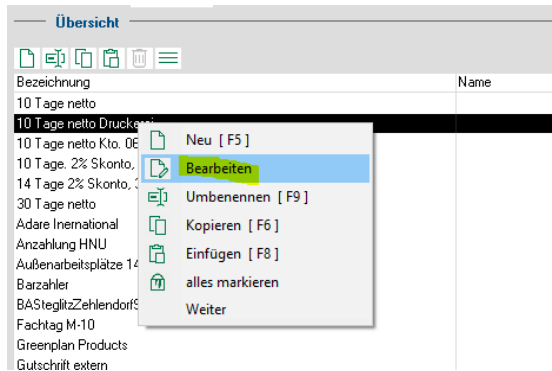 Übersicht
Bezeichnung Name
10 Tage netto
10 Tage netto Druckerei
10 Tage netto Kto. 06
10 Tage. 2% Skonto,
14 Tage 2% Skonto,
30 Tage netto
Adare Inernational
Anzahlung HNU
Außenarbeitsplätze 14
Barzahler
BASteglitzZehlendorf
Fachtag M-10
Greenplan Products
Gutschrift extern
Neu [ F5 ]
Bearbeiten
Umbenennen [ F9 ]
Kopieren [ F6 ]
Einfügen [ F8 ]
alles markieren
Weiter